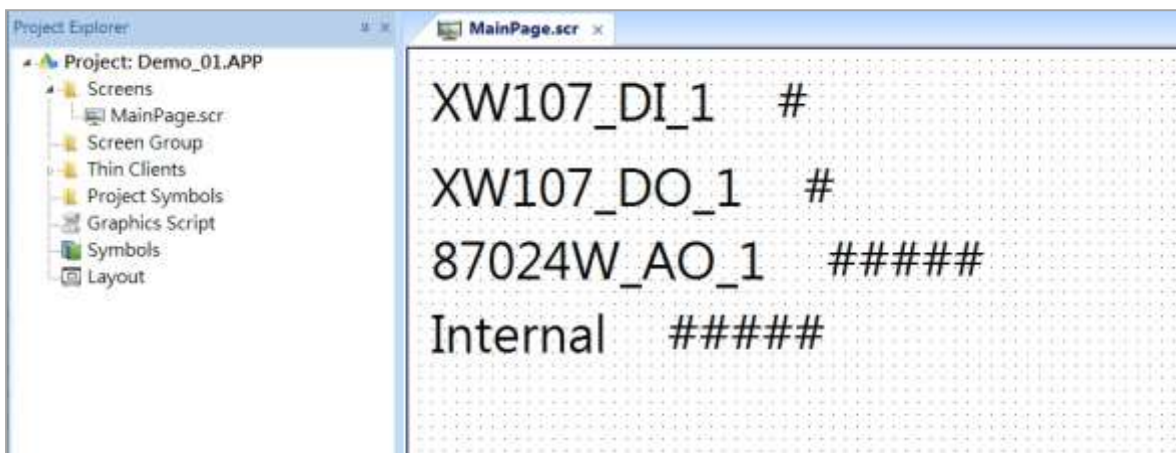 Project Explorer
Project: Demo_01.APP
Screens
MainPage.scr
Screen Group
Thin Clients
Project Symbols
Graphics Script
Symbols
Layout
MainPage.scr
XW107_DI_1 #
XW107_DO_1 #
87024W_AO_1 #####
Internal #####